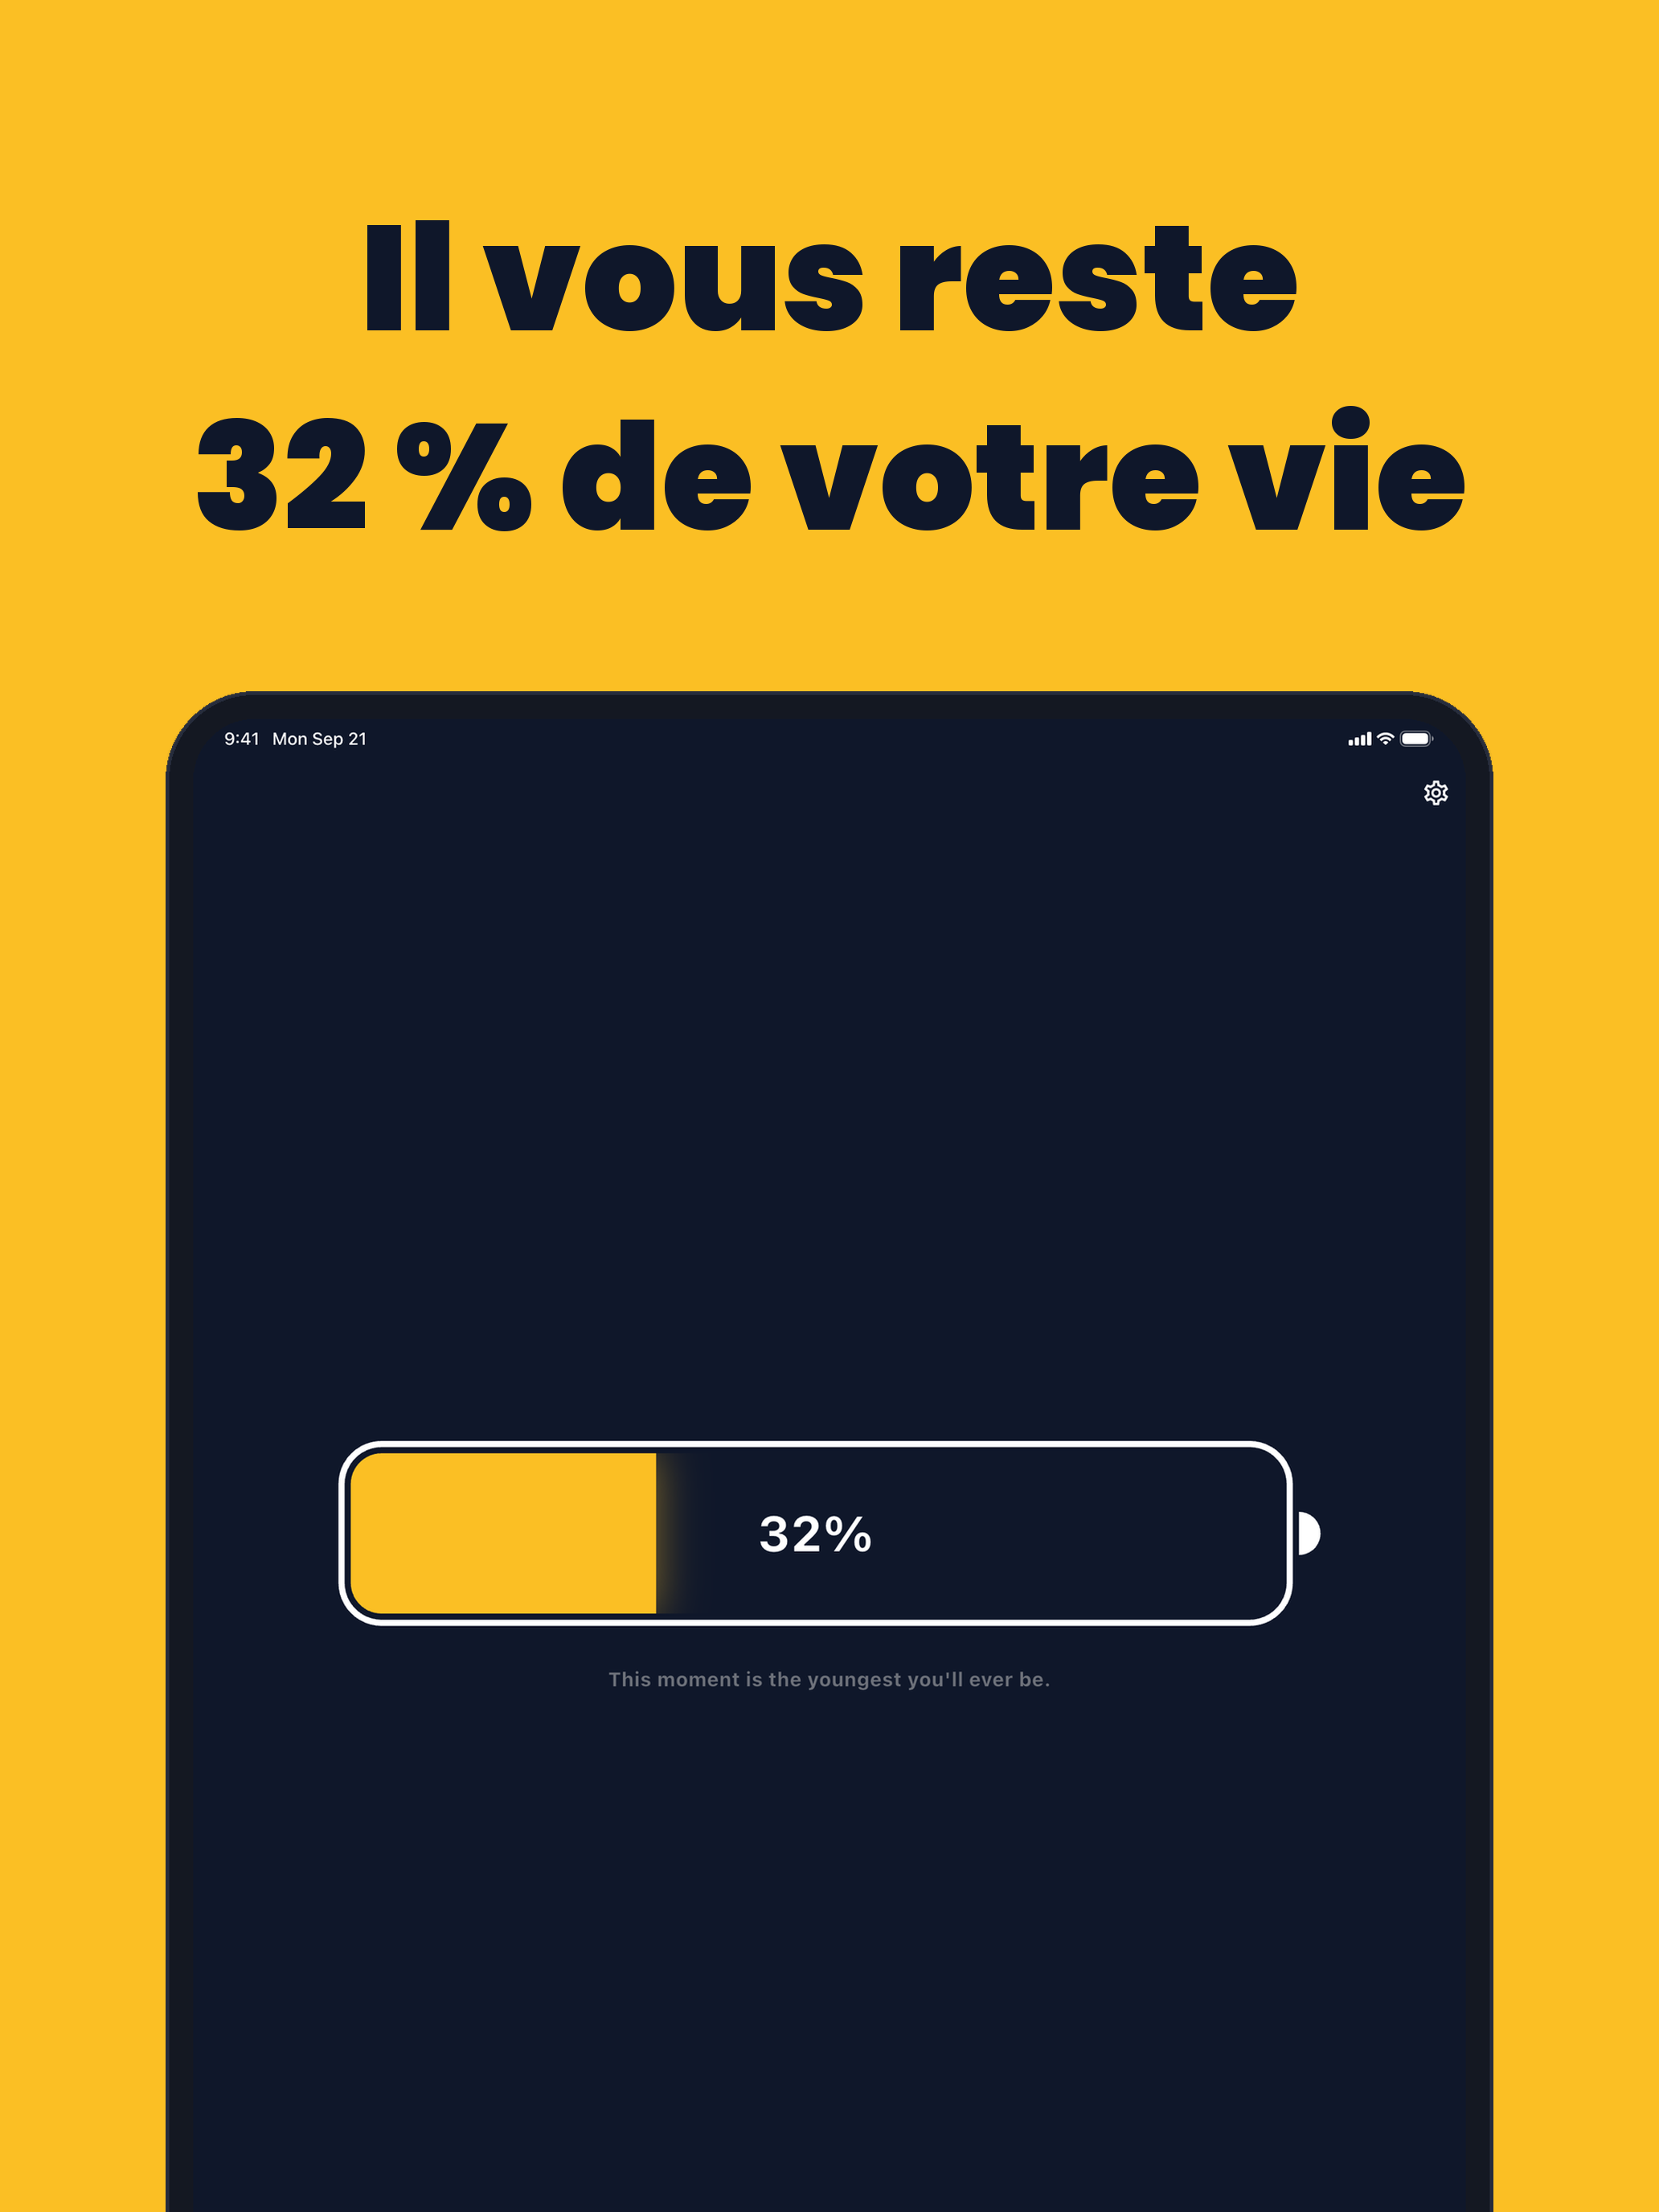 Il vous reste
32 % de votre vie
9:41 Mon Sep 21
32%
This moment is the youngest you'll ever be.